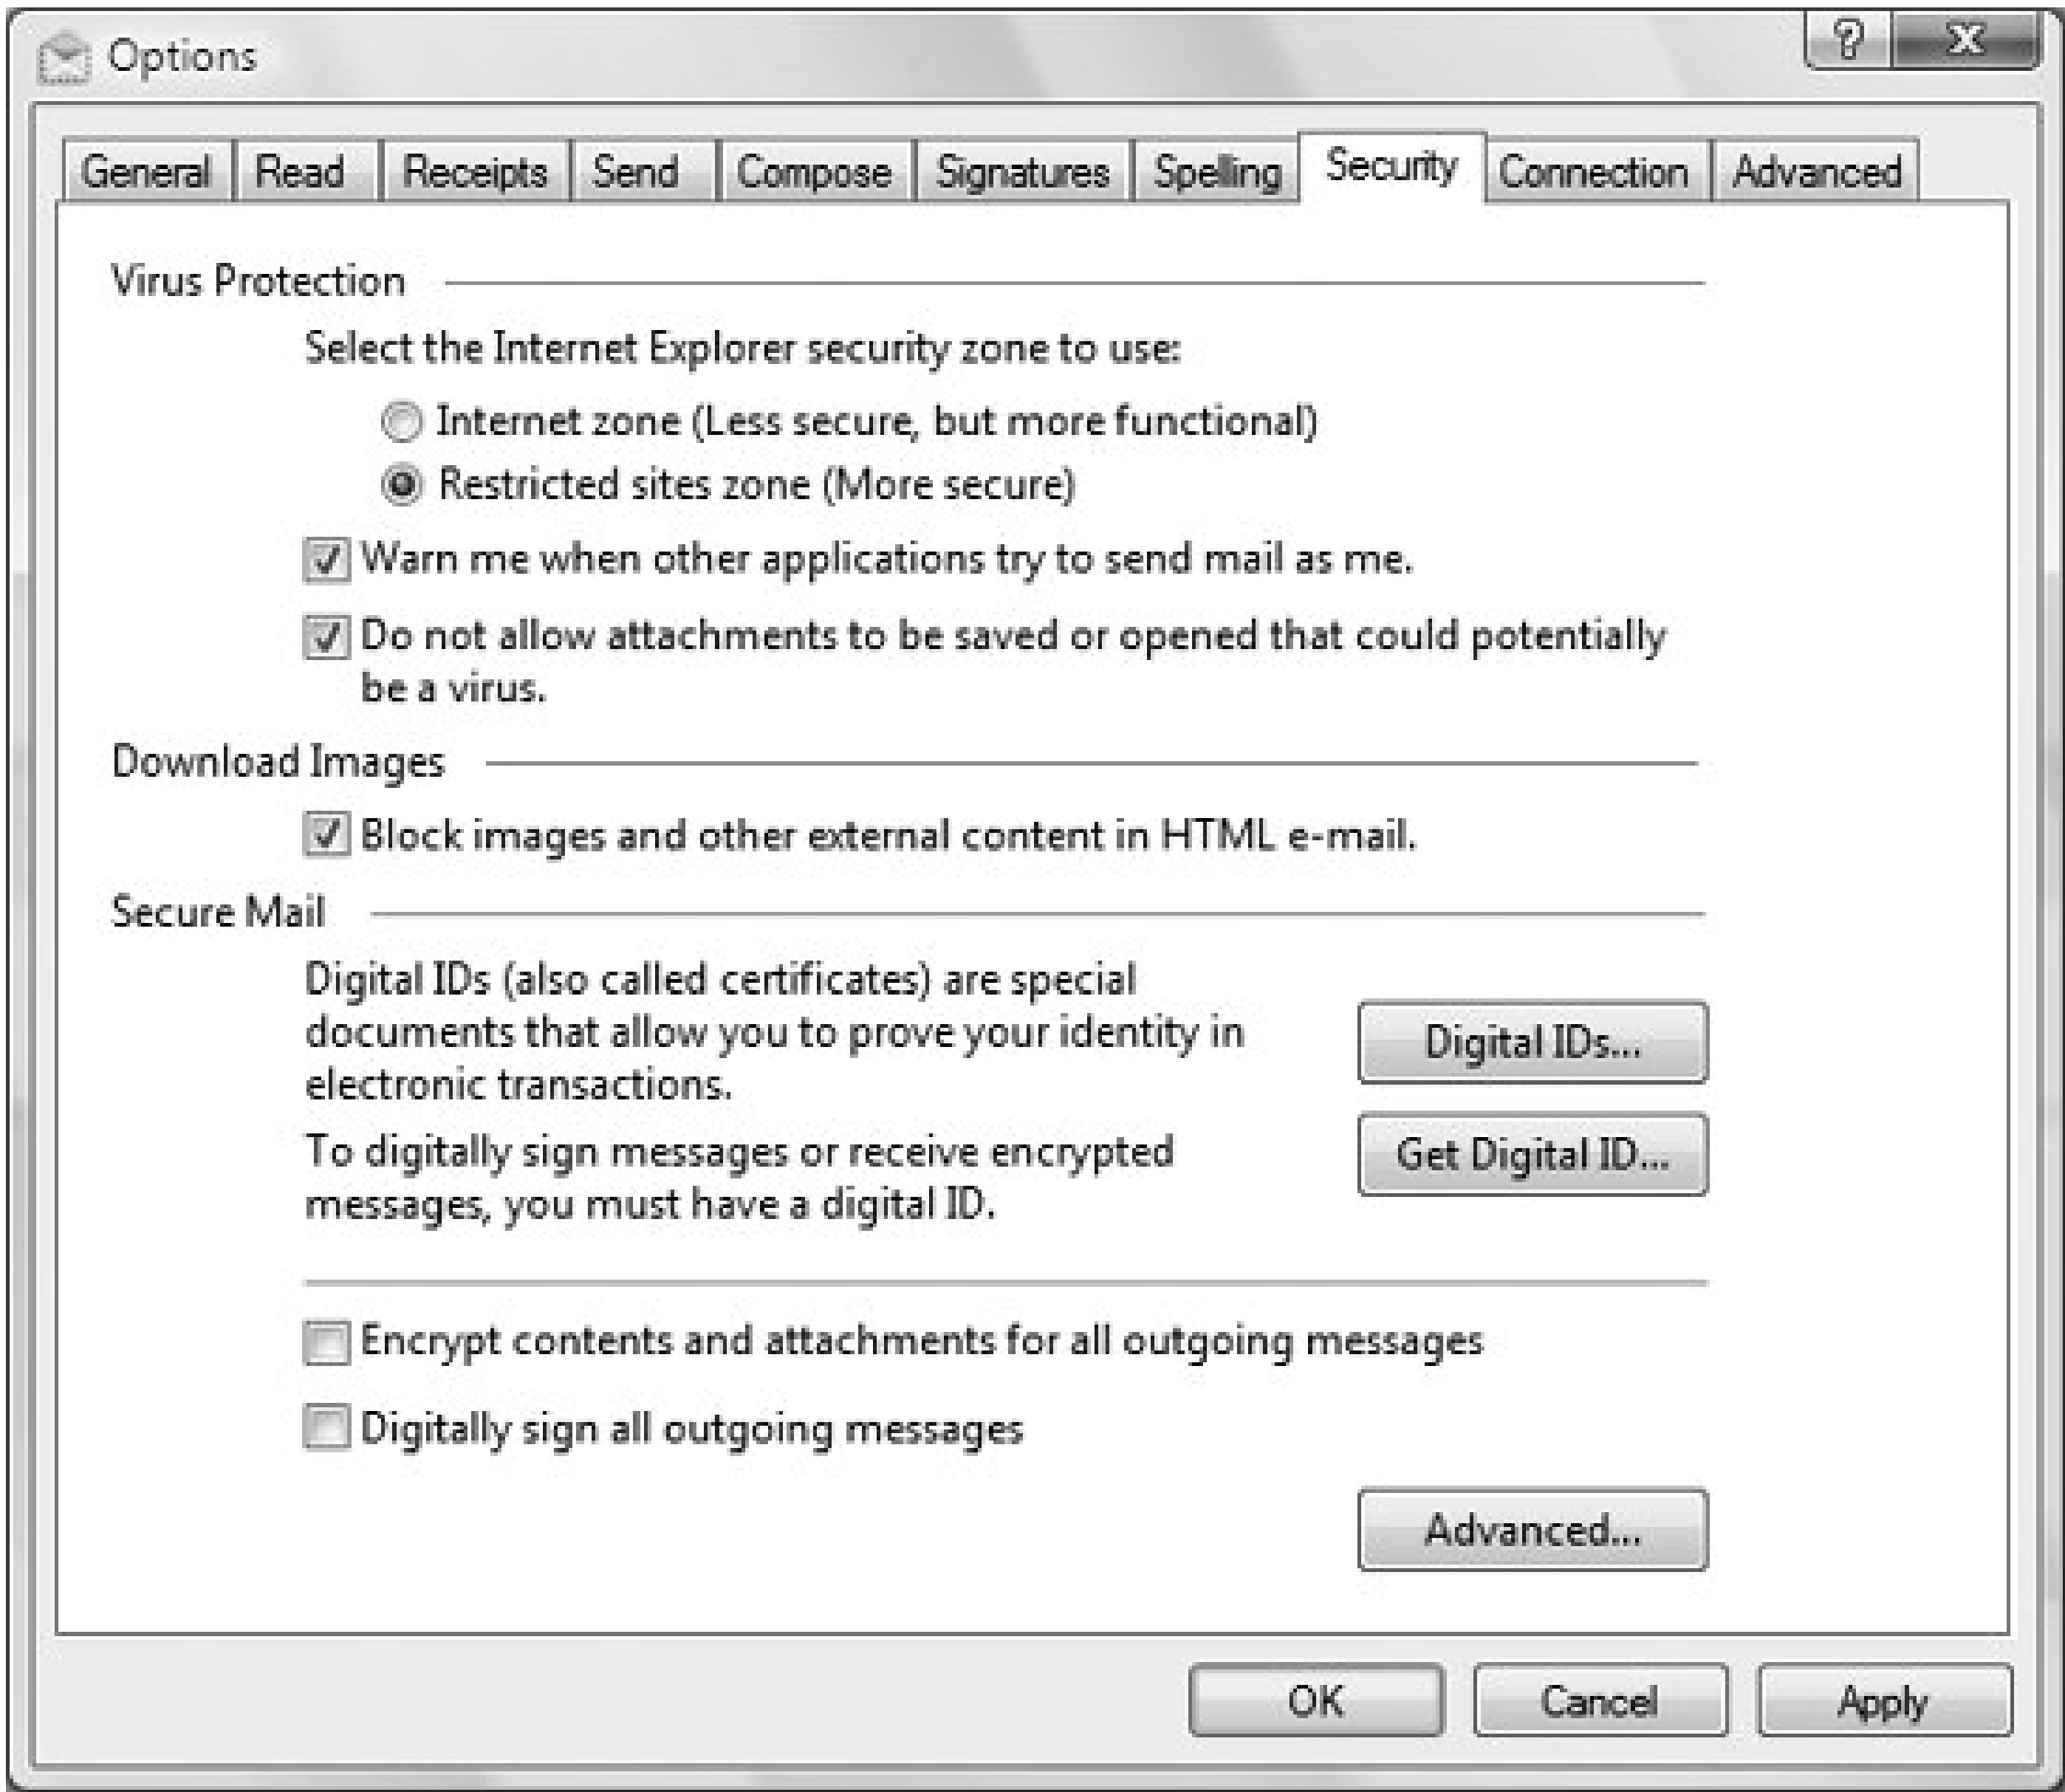 Options
General Read Receipts Send Compose Signatures Spelling Security Connection Advanced
Virus Protection
Select the Internet Explorer security zone to use:
Internet zone (Less secure, but more functional)
Restricted sites zone (More secure)
Warn me when other applications try to send mail as me.
Do not allow attachments to be saved or opened that could potentially
be a virus.
Download Images
Block images and other external content in HTML e-mail.
Secure Mail
Digital IDs (also called certificates) are special
documents that allow you to prove your identity in
electronic transactions.
Digital IDs...
To digitally sign messages or receive encrypted
messages, you must have a digital ID.
Get Digital ID...
Encrypt contents and attachments for all outgoing messages
Digitally sign all outgoing messages
Advanced...
OK Cancel Apply